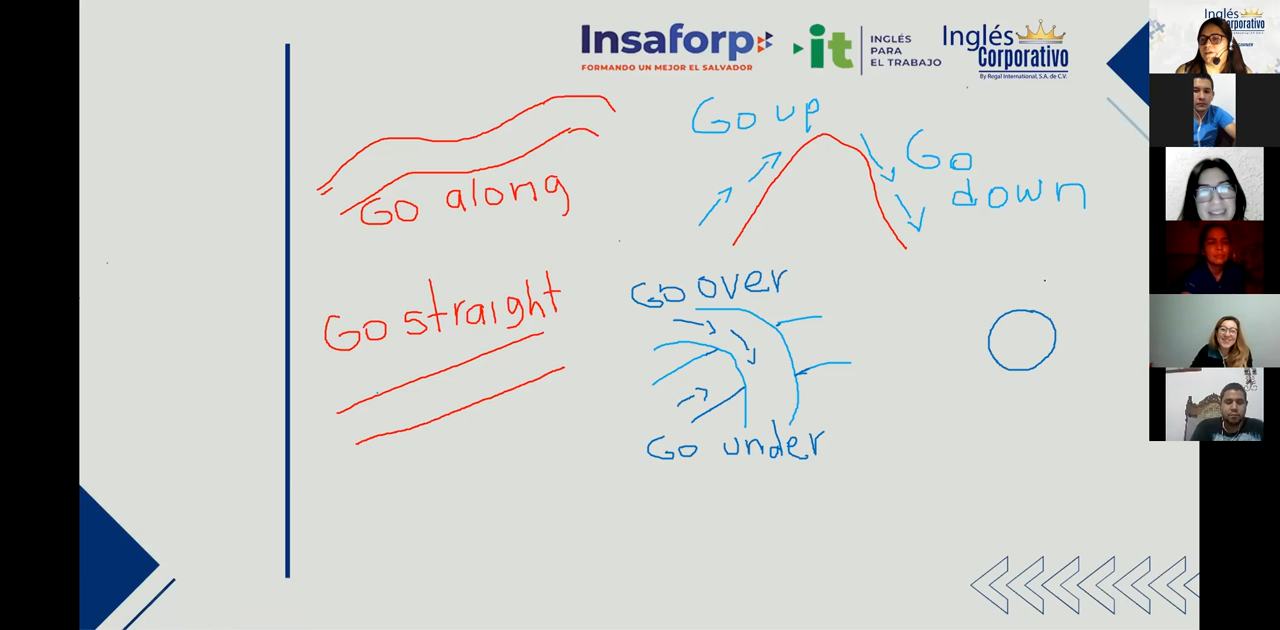 Insaforp
FORMANDO UN MEJOR EL SALVADOR
it
INGLÉS
PARA
EL TRABAJO
Inglés
Corporativo
By Regal International, S.A. de C.V.
Go along
Go up
Go
down
Go straight
Go over
Go under
Inglés